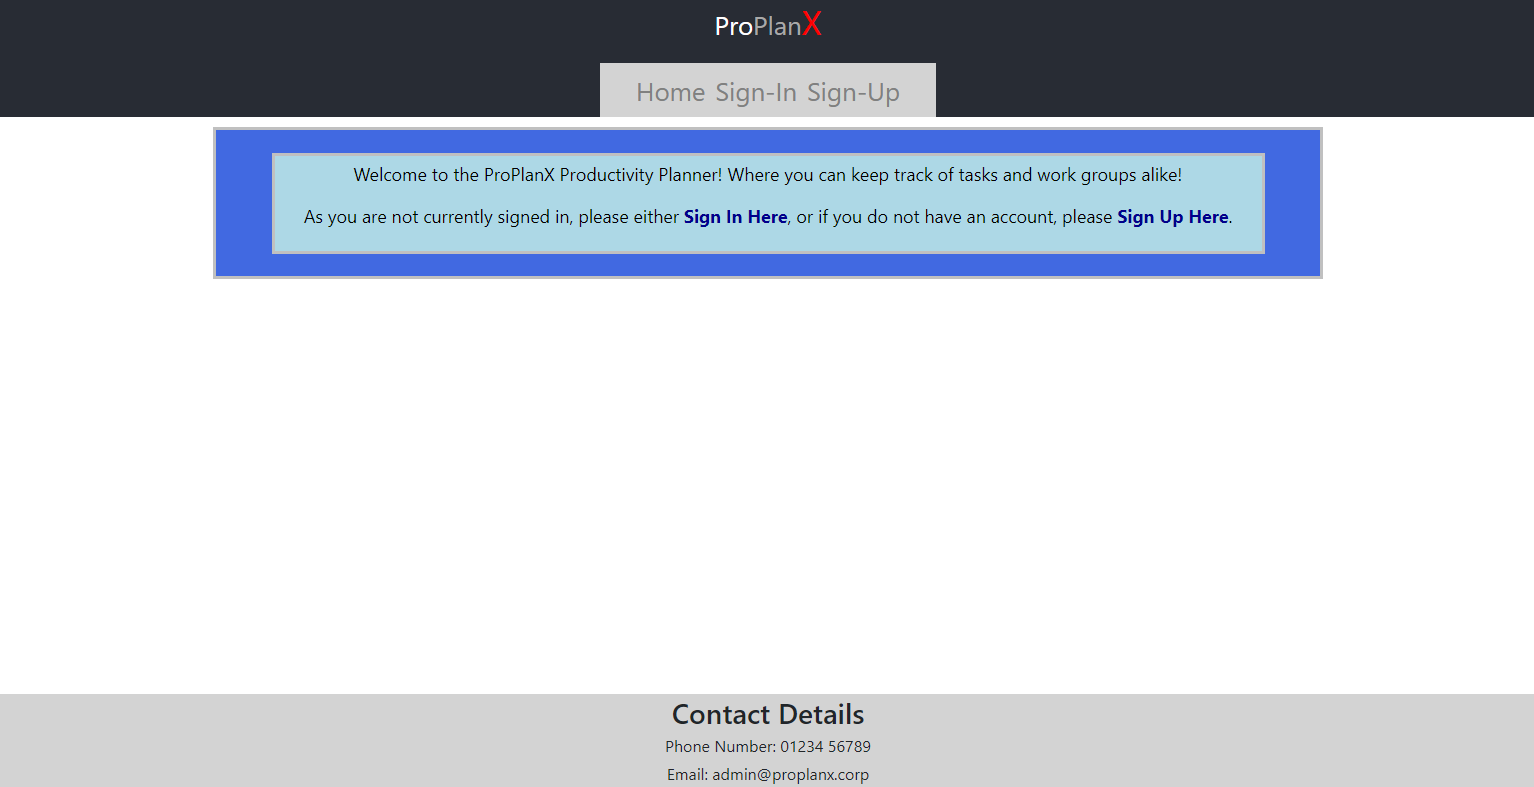 ProPlanX
Home Sign-In Sign-Up
Welcome to the ProPlanX Productivity Planner! Where you can keep track of tasks and work groups alike!
As you are not currently signed in, please either Sign In Here, or if you do not have an account, please Sign Up Here.
Contact Details
Phone Number: 01234 56789
Email: admin@proplanx.corp